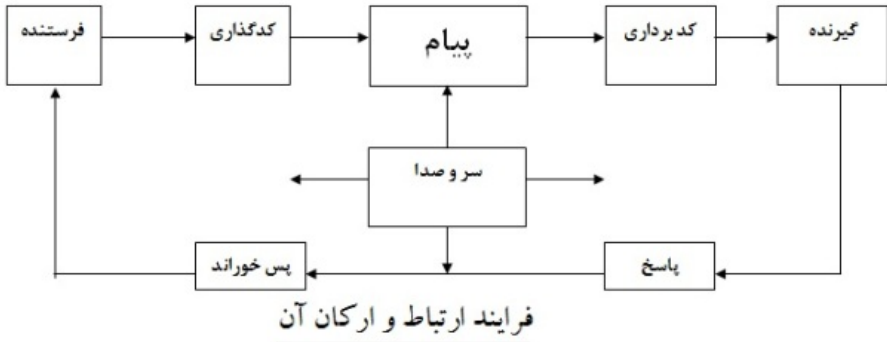 فرستنده
کدگذاری
پیام
کدبرداری
گیرنده
سر و صدا
پس خوراند
پاسخ
فرایند ارتباط و ارکان آن